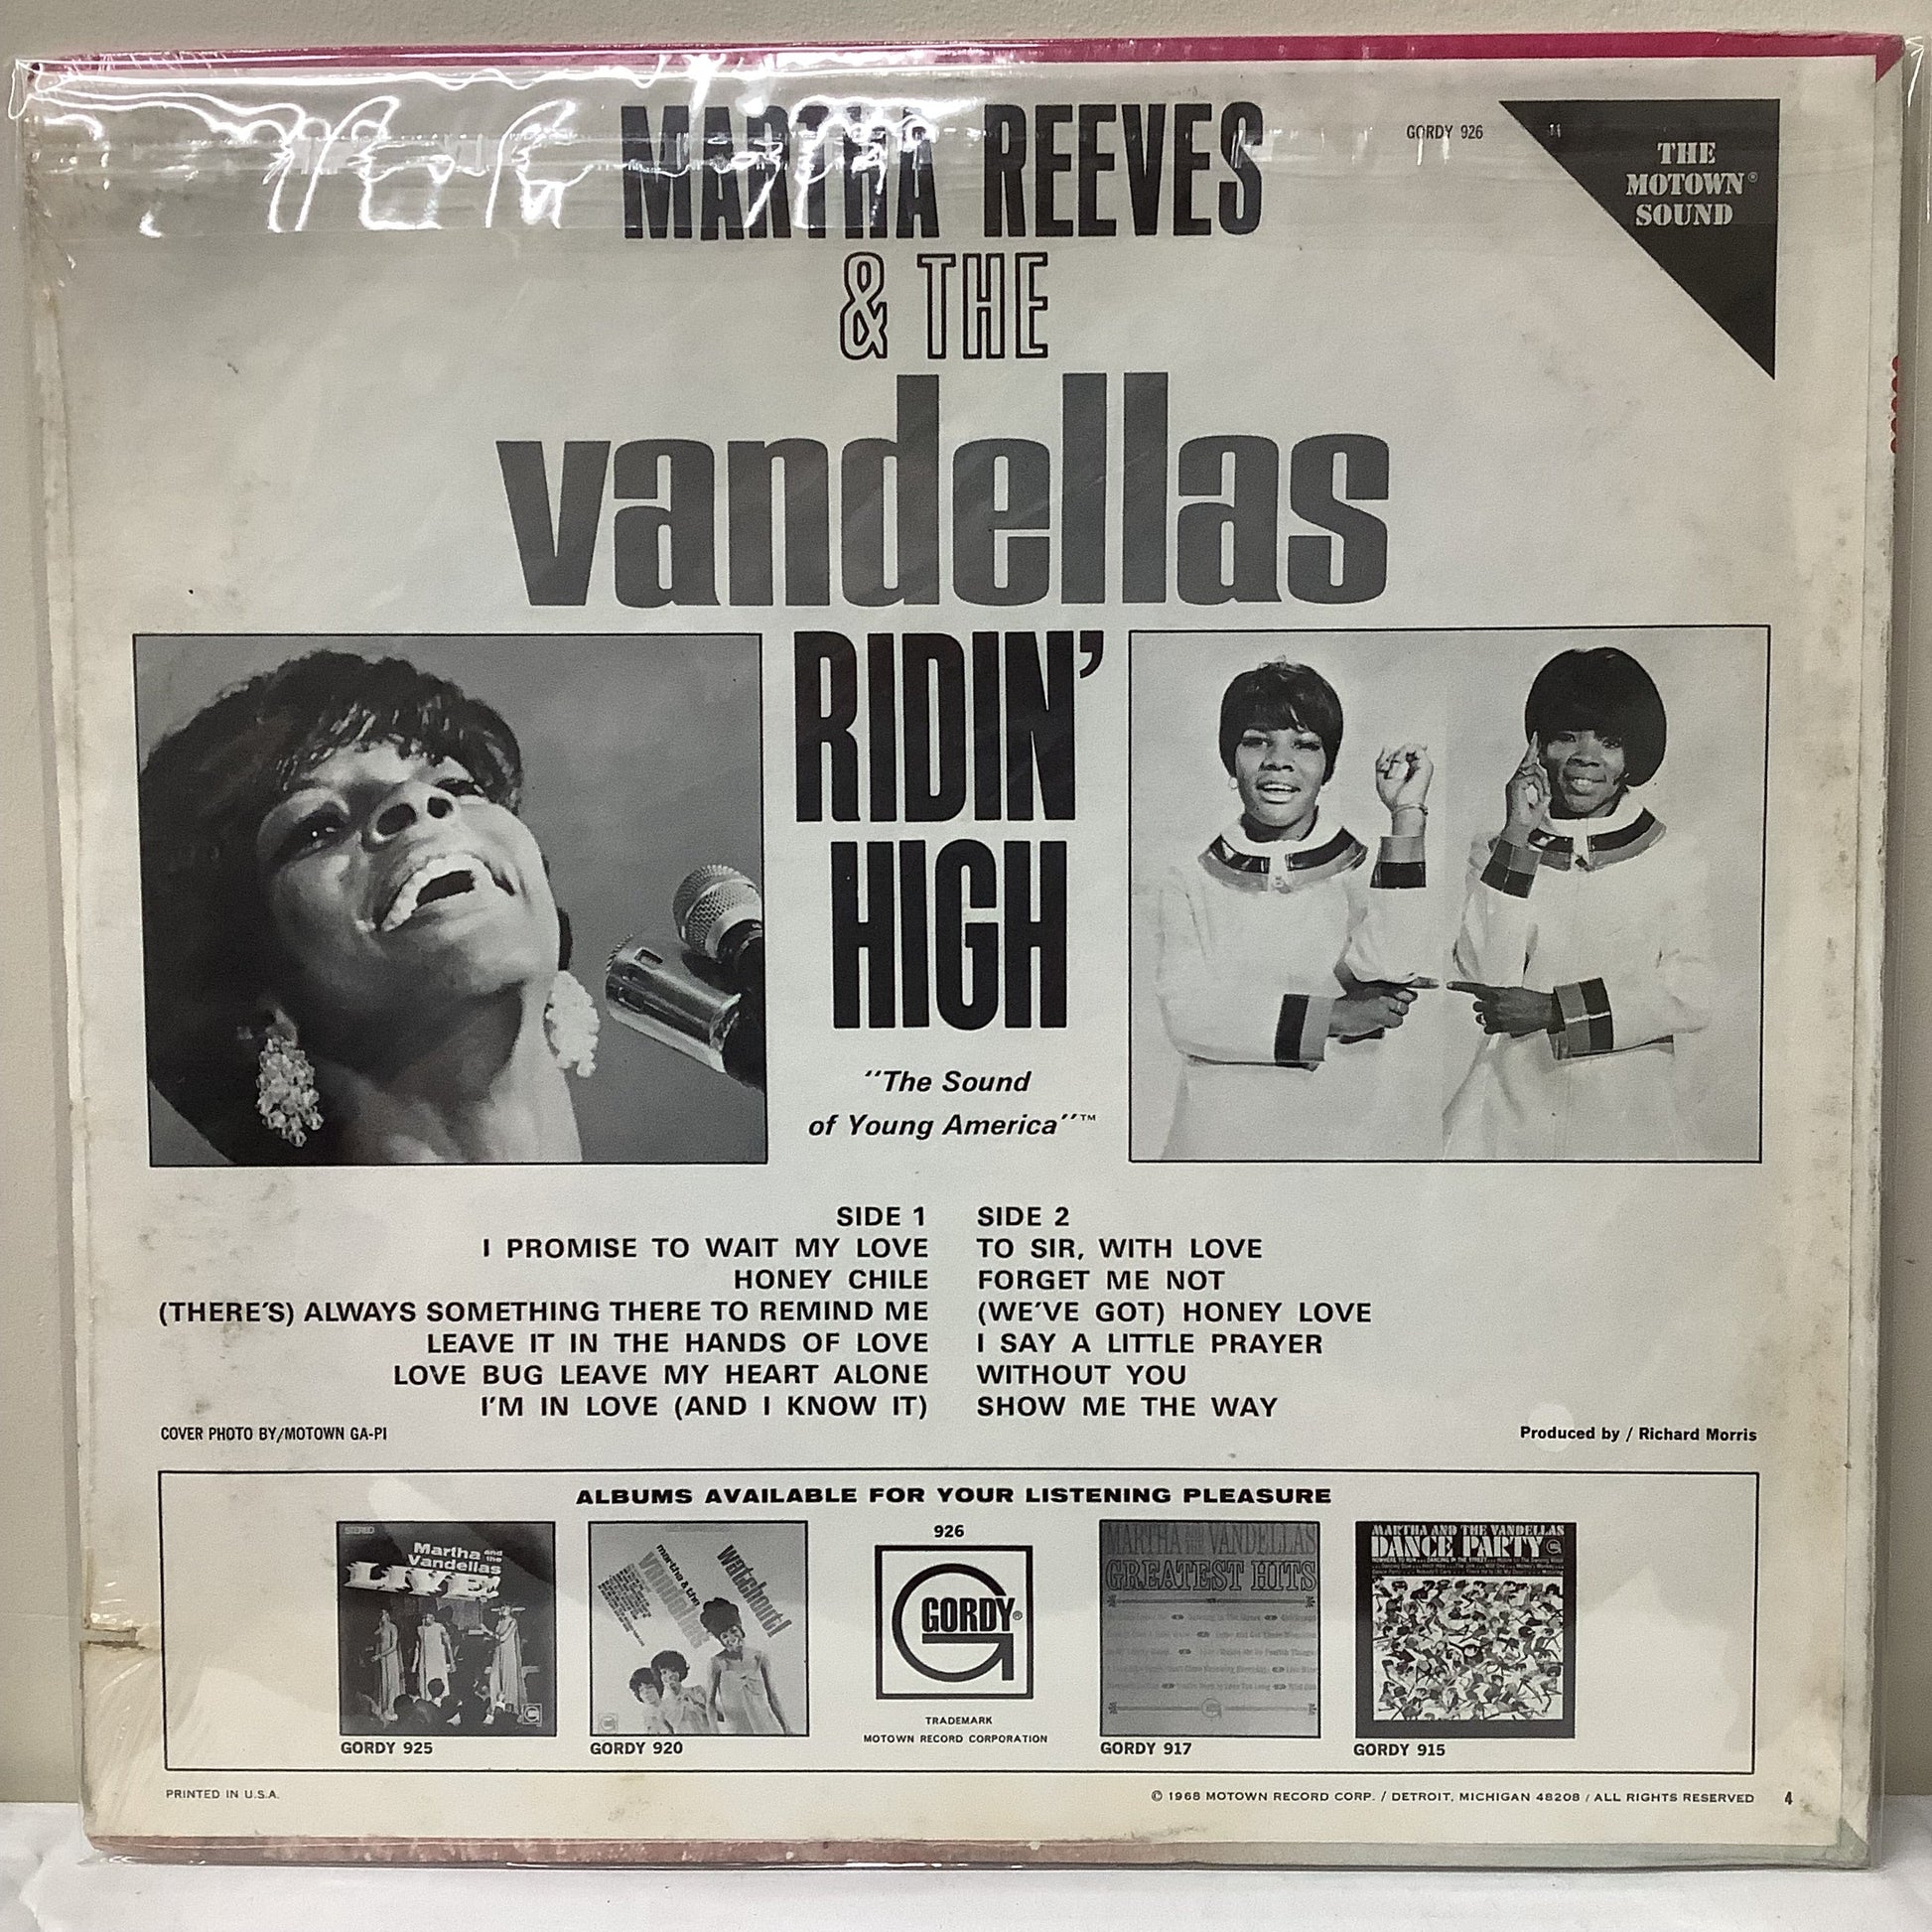 MARTHA REEVES
GORDY 926
THE
MOTOWN®
SOUND
& THE
vandellas
RIDIN'
HIGH
"The Sound
of Young America"™
SIDE 1
I PROMISE TO WAIT MY LOVE
HONEY CHILE
(THERE'S) ALWAYS SOMETHING THERE TO REMIND ME
LEAVE IT IN THE HANDS OF LOVE
LOVE BUG LEAVE MY HEART ALONE
I'M IN LOVE (AND I KNOW IT)
SIDE 2
TO SIR, WITH LOVE
FORGET ME NOT
(WE'VE GOT) HONEY LOVE
I SAY A LITTLE PRAYER
WITHOUT YOU
SHOW ME THE WAY
COVER PHOTO BY/MOTOWN GA-PI
Produced by / Richard Morris
ALBUMS AVAILABLE FOR YOUR LISTENING PLEASURE
STEREO
Martha and the
Vandellas
LIVE!
GORDY 925
martha & the
vandellas
watchout!
GORDY 920
926
GORDY®
TRADEMARK
MOTOWN RECORD CORPORATION
MARTHA AND THE VANDELLAS
GREATEST HITS
GORDY 917
MARTHA AND THE VANDELLAS
DANCE PARTY
GORDY 915
PRINTED IN U.S.A.
© 1968 MOTOWN RECORD CORP. / DETROIT, MICHIGAN 48208 / ALL RIGHTS RESERVED
4